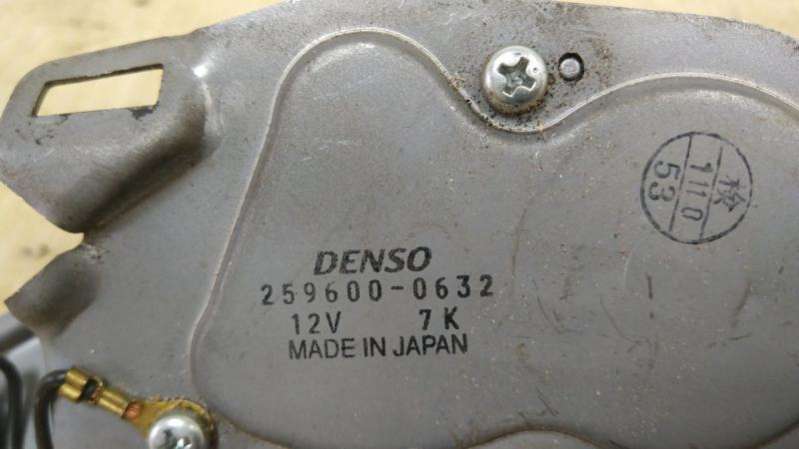 DENSO
259600-0632
12V 7K
MADE IN JAPAN
検
1110
53